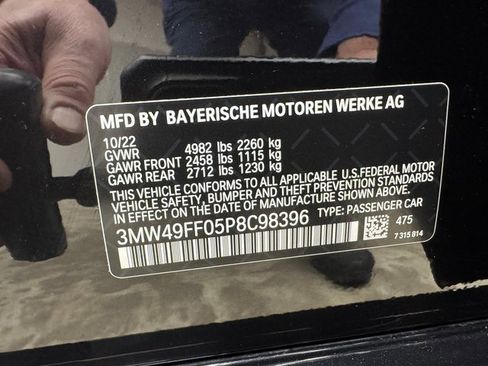 MFD BY BAYERISCHE MOTOREN WERKE AG
10/22
GVWR 4982 lbs 2260 kg
GAWR FRONT 2458 lbs 1115 kg
GAWR REAR 2712 lbs 1230 kg
THIS VEHICLE CONFORMS TO ALL APPLICABLE U.S.FEDERAL MOTOR
VEHICLE SAFETY, BUMPER, AND THEFT PREVENTION STANDARDS
IN EFFECT ON THE DATE OF MANUFACTURE SHOWN ABOVE.
3MW49FF05P8C98396 TYPE: PASSENGER CAR
475
7 315 814